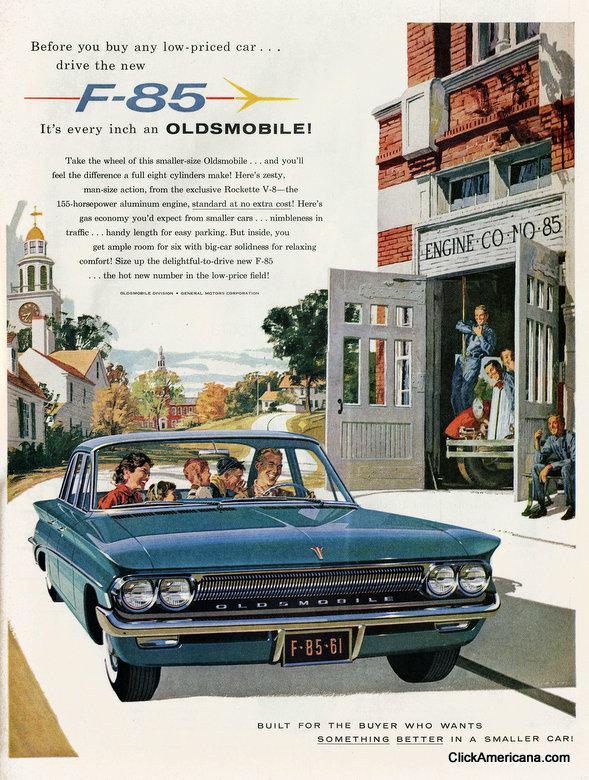 Before you buy any low-priced car . . .
drive the new
F-85
It's every inch an OLDSMOBILE!
Take the wheel of this smaller-size Oldsmobile . . . and you'll
feel the difference a full eight cylinders make! Here's zesty,
man-size action, from the exclusive Rockette V-8—the
155-horsepower aluminum engine, standard at no extra cost! Here's
gas economy you'd expect from smaller cars . . . nimbleness in
traffic . . . handy length for easy parking. But inside, you
get ample room for six with big-car solidness for relaxing
comfort! Size up the delightful-to-drive new F-85
. . . the hot new number in the low-price field!
OLDSMOBILE DIVISION • GENERAL MOTORS CORPORATION
ENGINE·CO·NO·85
OLDSMOBILE
F-85-61
BUILT FOR THE BUYER WHO WANTS
SOMETHING BETTER IN A SMALLER CAR!
ClickAmericana.com